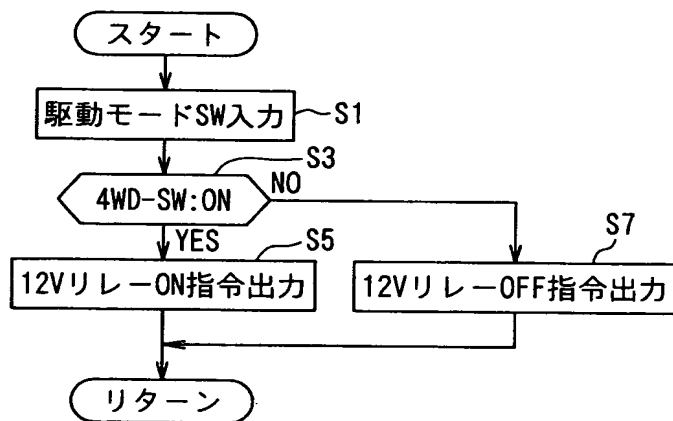 スタート
駆動モードSW入力
S1
S3
4WD-SW:ON
NO
YES
S5
S7
12VリレーON指令出力
12VリレーOFF指令出力
リターン